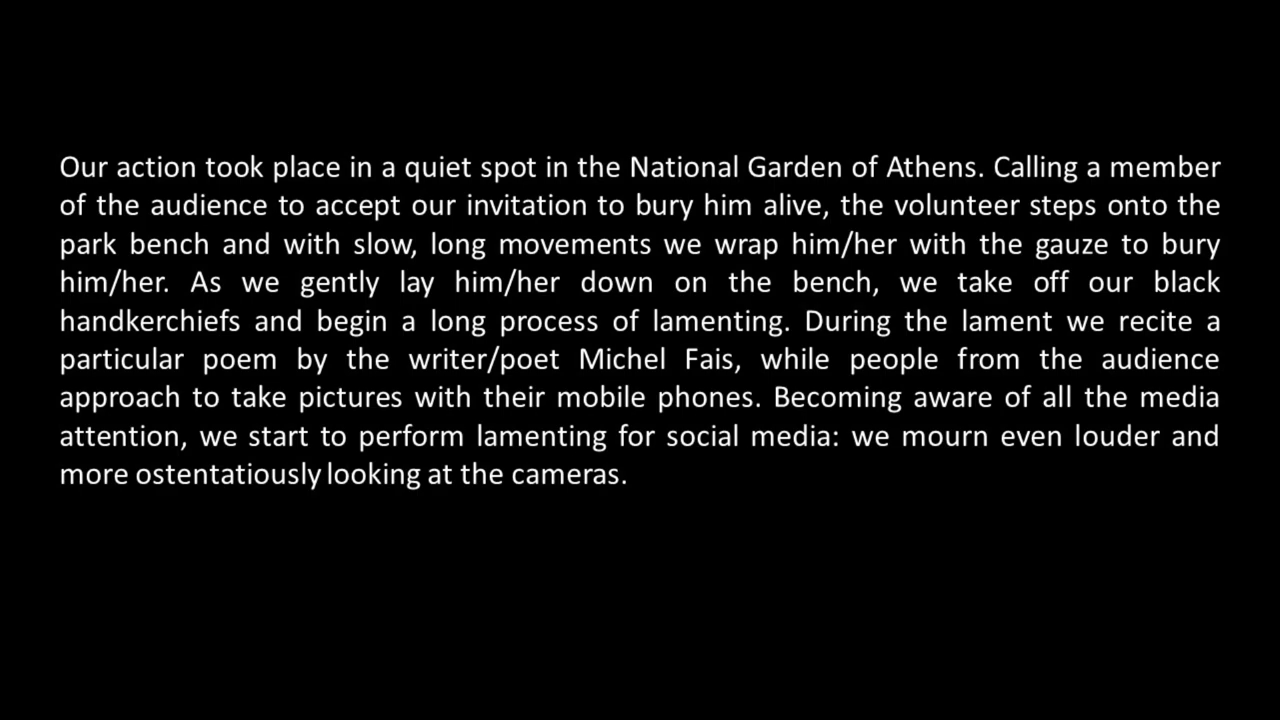 Our action took place in a quiet spot in the National Garden of Athens. Calling a member
of the audience to accept our invitation to bury him alive, the volunteer steps onto the
park bench and with slow, long movements we wrap him/her with the gauze to bury
him/her. As we gently lay him/her down on the bench, we take off our black
handkerchiefs and begin a long process of lamenting. During the lament we recite a
particular poem by the writer/poet Michel Fais, while people from the audience
approach to take pictures with their mobile phones. Becoming aware of all the media
attention, we start to perform lamenting for social media: we mourn even louder and
more ostentatiously looking at the cameras.